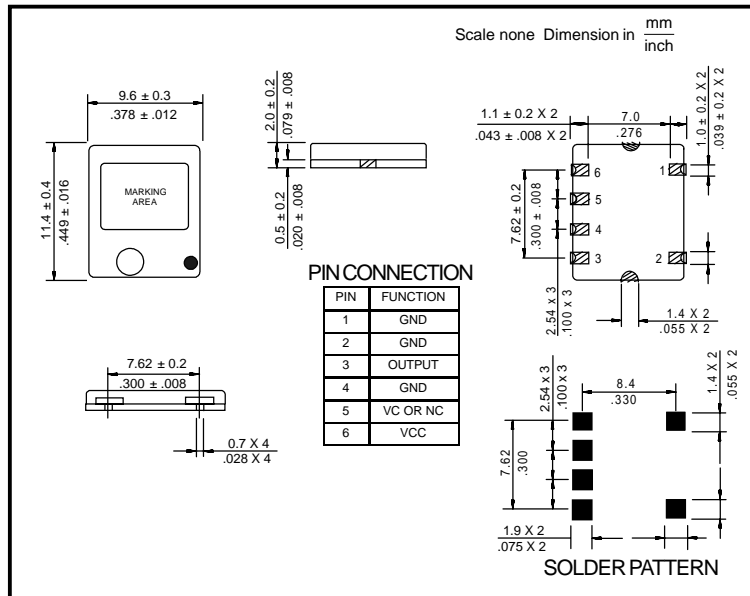 Scale none Dimension in mm
inch
9.6 ± 0.3
.378 ± .012
11.4 ± 0.4
.449 ± .016
MARKING
AREA
2.0 ± 0.2
.079 ± .008
0.5 ± 0.2
.020 ± .008
1.1 ± 0.2 X 2
.043 ± .008 X 2
7.0
.276
1.0 ± 0.2 X 2
.039 ± .008 X 2
7.62 ± 0.2
.300 ± .008
2.54 x 3
.100 x 3
6
5
4
3
1
2
1.4 X 2
.055 X 2
PIN CONNECTION
PIN FUNCTION
1 GND
2 GND
3 OUTPUT
4 GND
5 VC OR NC
6 VCC
7.62 ± 0.2
.300 ± .008
0.7 X 4
.028 X 4
2.54 x 3
.100 x 3
8.4
.330
1.4 X 2
.055 X 2
7.62
.300
1.9 X 2
.075 X 2
SOLDER PATTERN